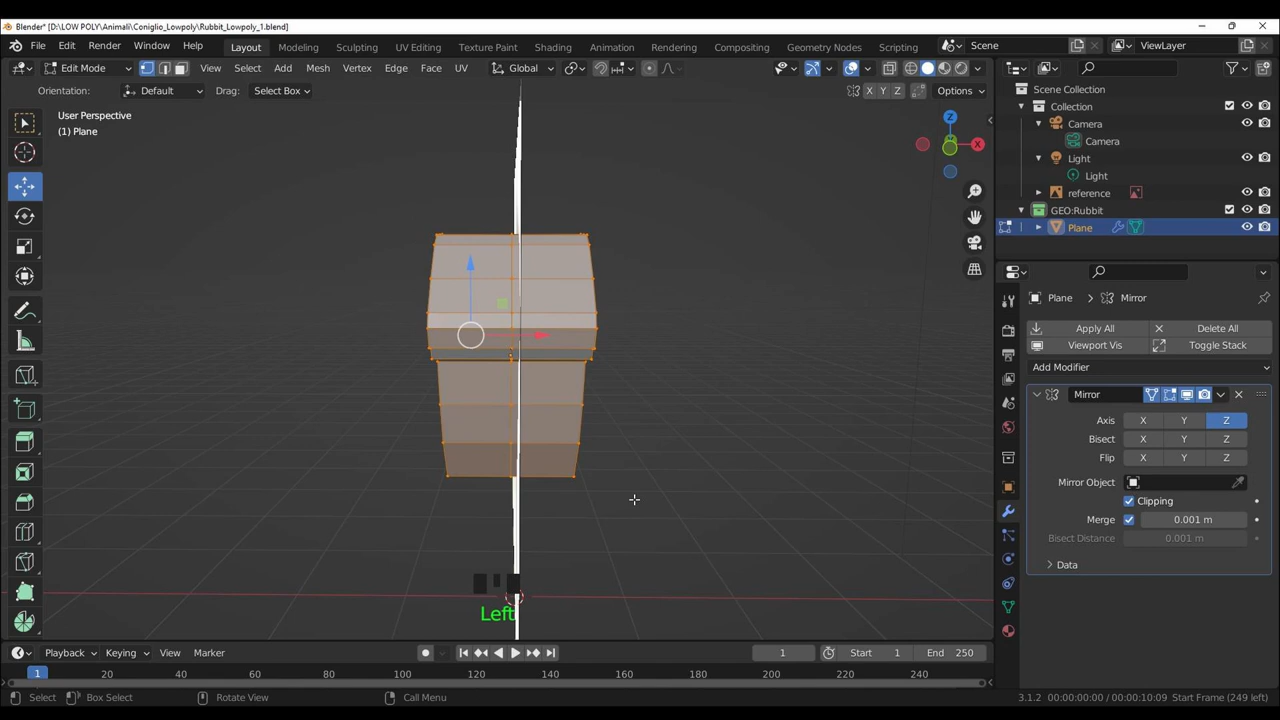 Blender* [D:\LOW POLY\Animali\Coniglio_Lowpoly\Rubbit_Lowpoly_1.blend]
File Edit Render Window Help Layout Modeling Sculpting UV Editing Texture Paint Shading Animation Rendering Compositing Geometry Nodes Scripting Scene ViewLayer
Edit Mode View Select Add Mesh Vertex Edge Face UV Global
Orientation: Default Drag: Select Box X Y Z Options
User Perspective
(1) Plane
Z
X
Scene Collection
Collection
Camera
Camera
Light
Light
reference
GEO:Rubbit
Plane
Plane Mirror
Apply All Delete All
Viewport Vis Toggle Stack
Add Modifier
Mirror
Axis X Y Z
Bisect X Y Z
Flip X Y Z
Mirror Object
Clipping
Merge 0.001 m
Bisect Distance 0.001 m
Data
Left
Playback Keying View Marker 1 Start 1 End 250
1 20 40 60 80 100 120 140 160 180 200 220 240
Select Box Select Rotate View Call Menu 3.1.2 00:00:00:00 / 00:00:10:09 Start Frame (249 left)